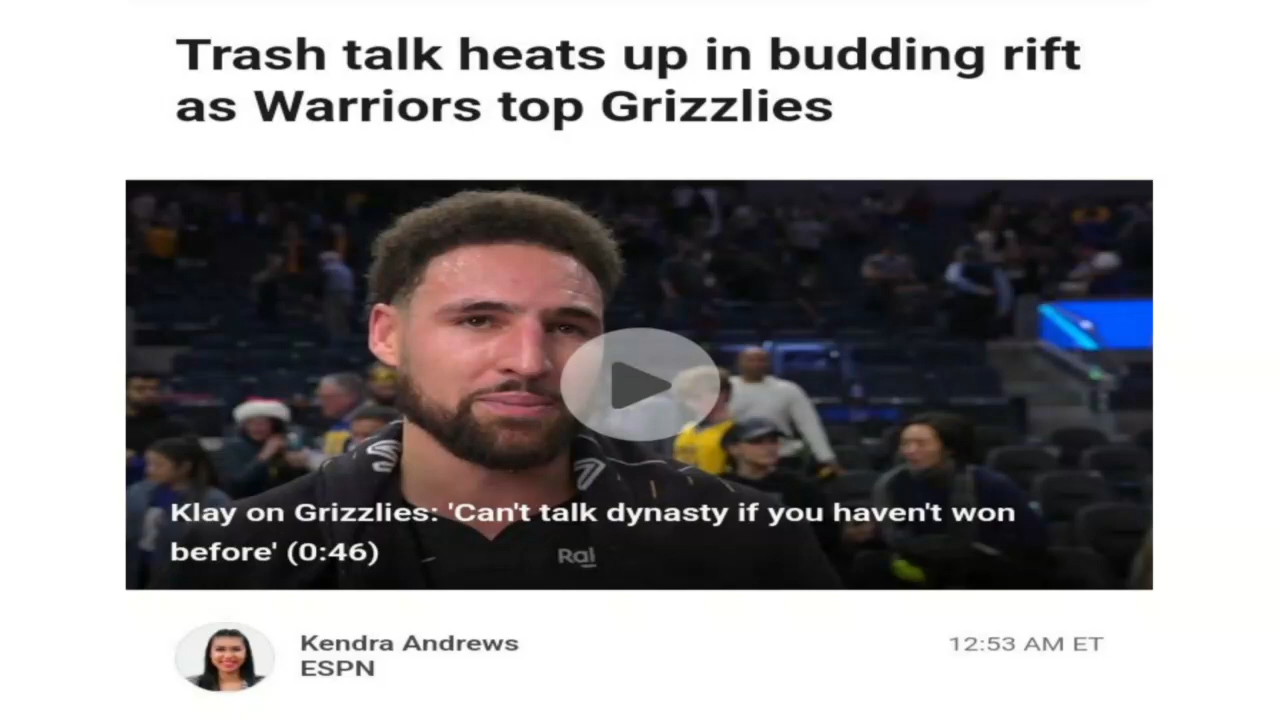 Trash talk heats up in budding rift
as Warriors top Grizzlies
Klay on Grizzlies: 'Can't talk dynasty if you haven't won
before' (0:46)
Kendra Andrews
ESPN
12:53 AM ET